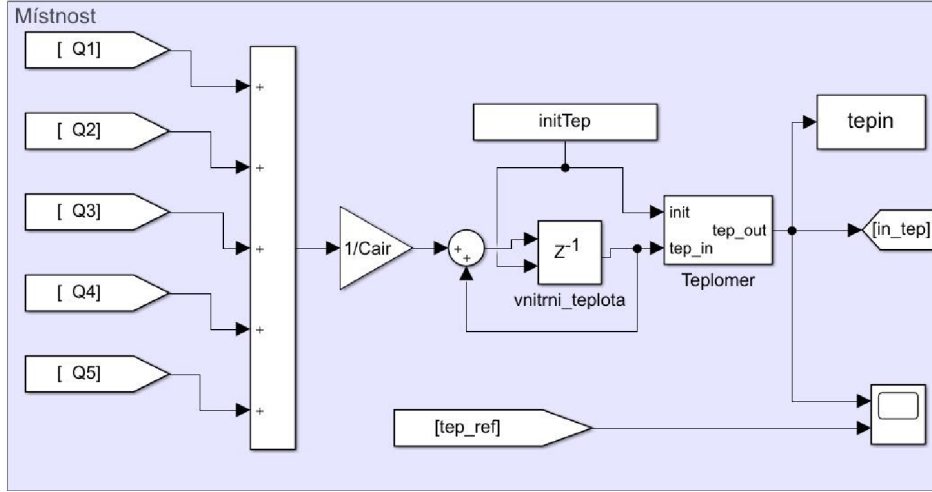 Místnost
[ Q1]
[ Q2]
[ Q3]
[ Q4]
[ Q5]
+
+
+
+
+
1/Cair
+
+
initTep
Z-1
vnitrni_teplota
init
tep_in
tep_out
Teplomer
tepin
[in_tep]
[tep_ref]